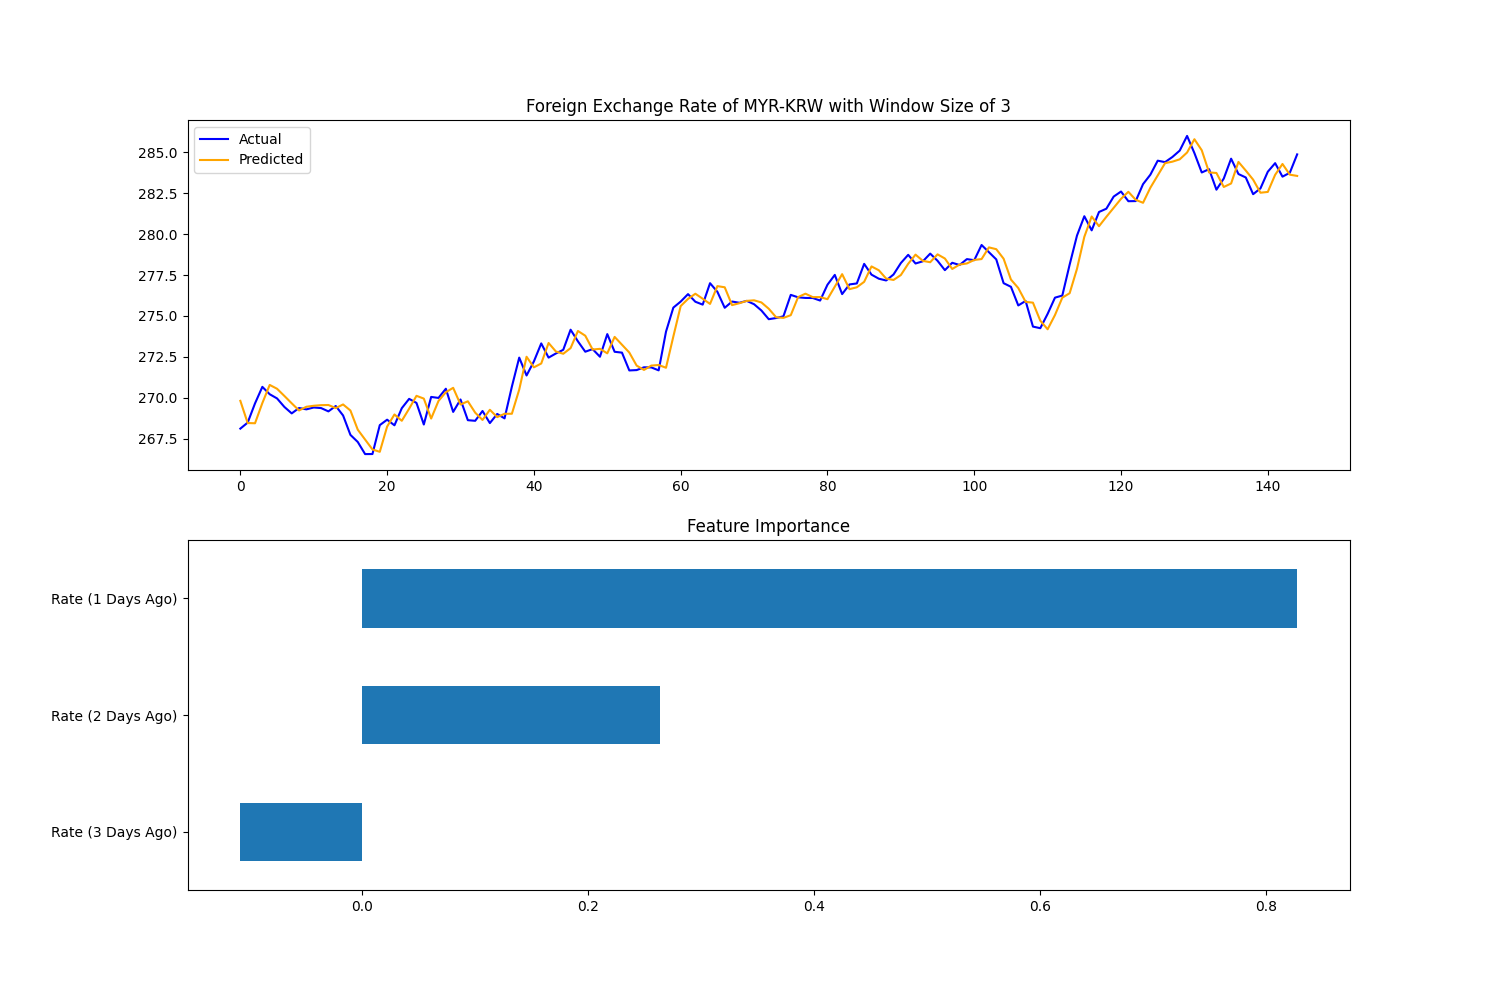 Foreign Exchange Rate of MYR-KRW with Window Size of 3
Actual
Predicted
285.0
282.5
280.0
277.5
275.0
272.5
270.0
267.5
0 20 40 60 80 100 120 140
Feature Importance
Rate (1 Days Ago)
Rate (2 Days Ago)
Rate (3 Days Ago)
0.0 0.2 0.4 0.6 0.8